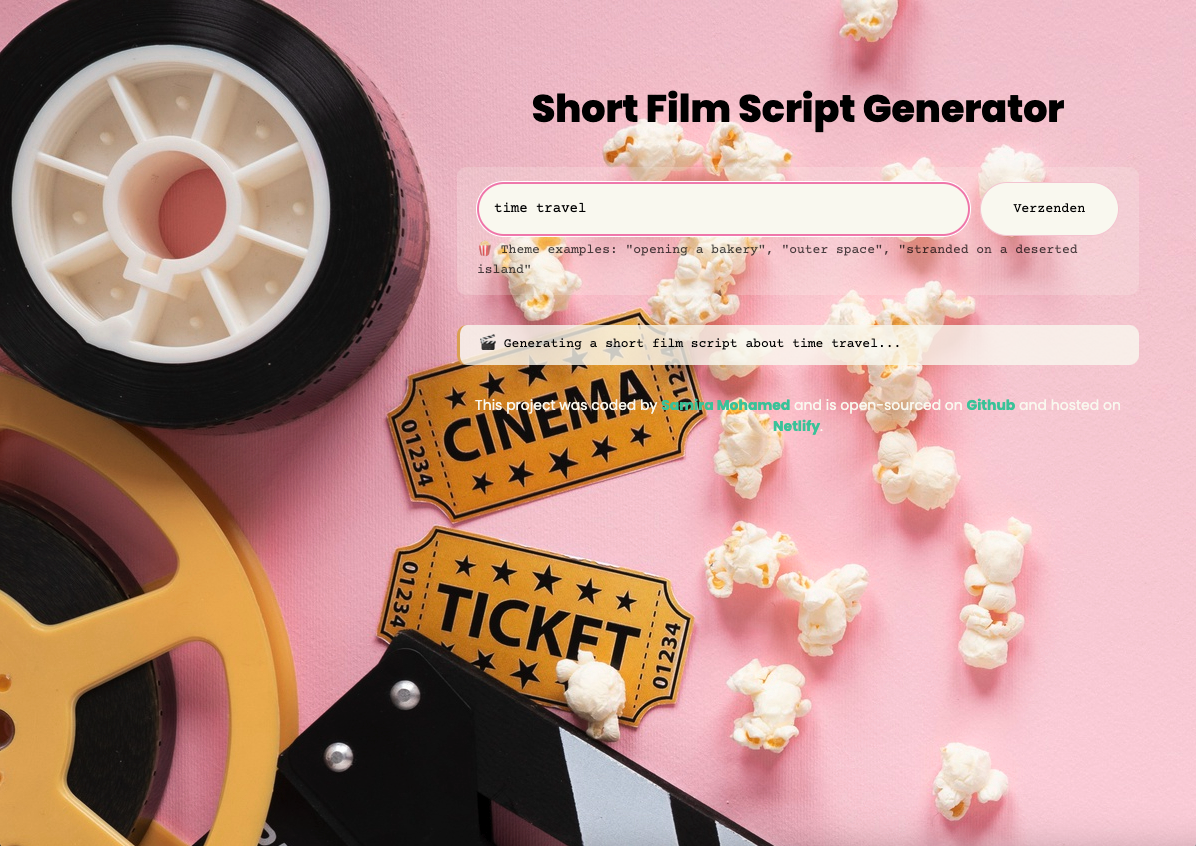 Short Film Script Generator
time travel
Verzenden
🍿 Theme examples: "opening a bakery", "outer space", "stranded on a deserted
island"
🎬 Generating a short film script about time travel...
This project was coded by Samira Mohamed and is open-sourced on Github and hosted on
Netlify
01234
CINEMA
1234
01234
TICKET
01234